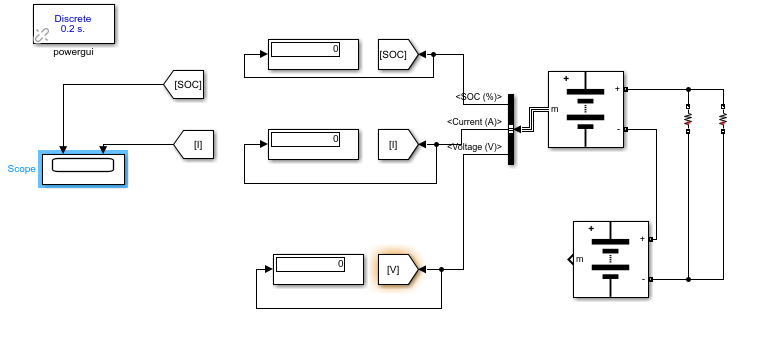 Discrete
0.2 s.
powergui
[SOC]
[I]
Scope
0
[SOC]
0
[I]
0
[V]
<SOC (%)>
<Current (A)>
<Voltage (V)>
+
m
+
-
+
m
+
-